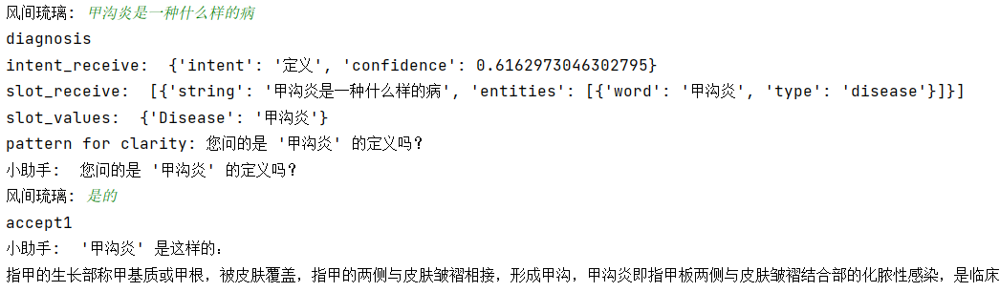 风间琉璃: 甲沟炎是一种什么样的病
diagnosis
intent_receive:  {'intent': '定义', 'confidence': 0.6162973046302795}
slot_receive:  [{'string': '甲沟炎是一种什么样的病', 'entities': [{'word': '甲沟炎', 'type': 'disease'}]}]
slot_values:  {'Disease': '甲沟炎'}
pattern for clarity: 您问的是 '甲沟炎' 的定义吗？
小助手:  您问的是 '甲沟炎' 的定义吗？
风间琉璃: 是的
accept1
小助手:  '甲沟炎' 是这样的：
指甲的生长部称甲基质或甲根，被皮肤覆盖，指甲的两侧与皮肤皱褶相接，形成甲沟，甲沟炎即指甲板两侧与皮肤皱褶结合部的化脓性感染，是临床